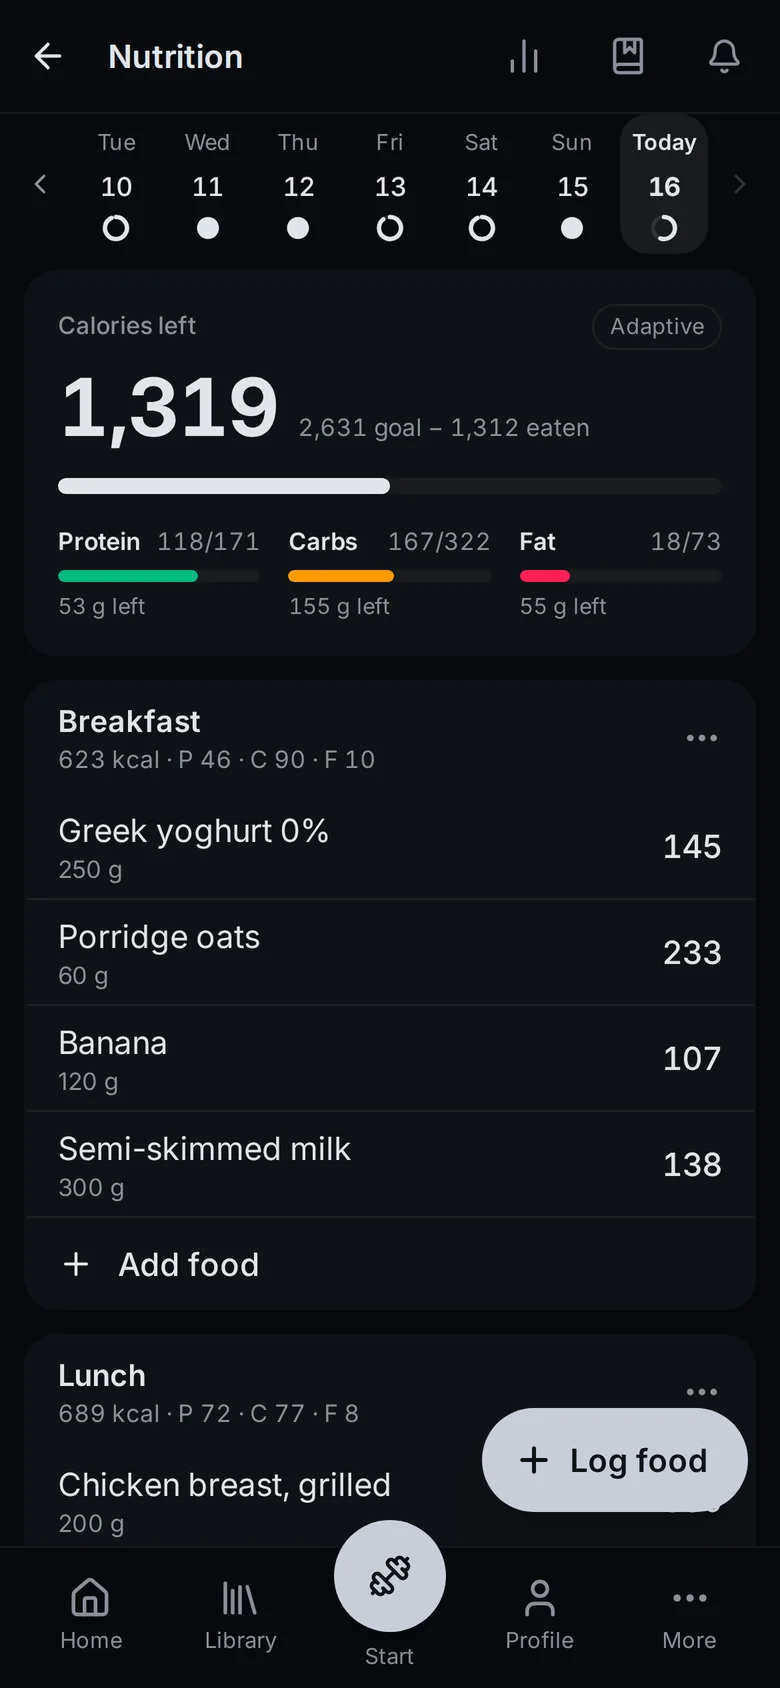 Nutrition
Tue Wed Thu Fri Sat Sun Today
10 11 12 13 14 15 16
Calories left
Adaptive
1,319 2,631 goal – 1,312 eaten
Protein 118/171 Carbs 167/322 Fat 18/73
53 g left 155 g left 55 g left
Breakfast
623 kcal · P 46 · C 90 · F 10
Greek yoghurt 0%
250 g
145
Porridge oats
60 g
233
Banana
120 g
107
Semi-skimmed milk
300 g
138
+ Add food
Lunch
689 kcal · P 72 · C 77 · F 8
+ Log food
Chicken breast, grilled
200 g
Home Library Start Profile More